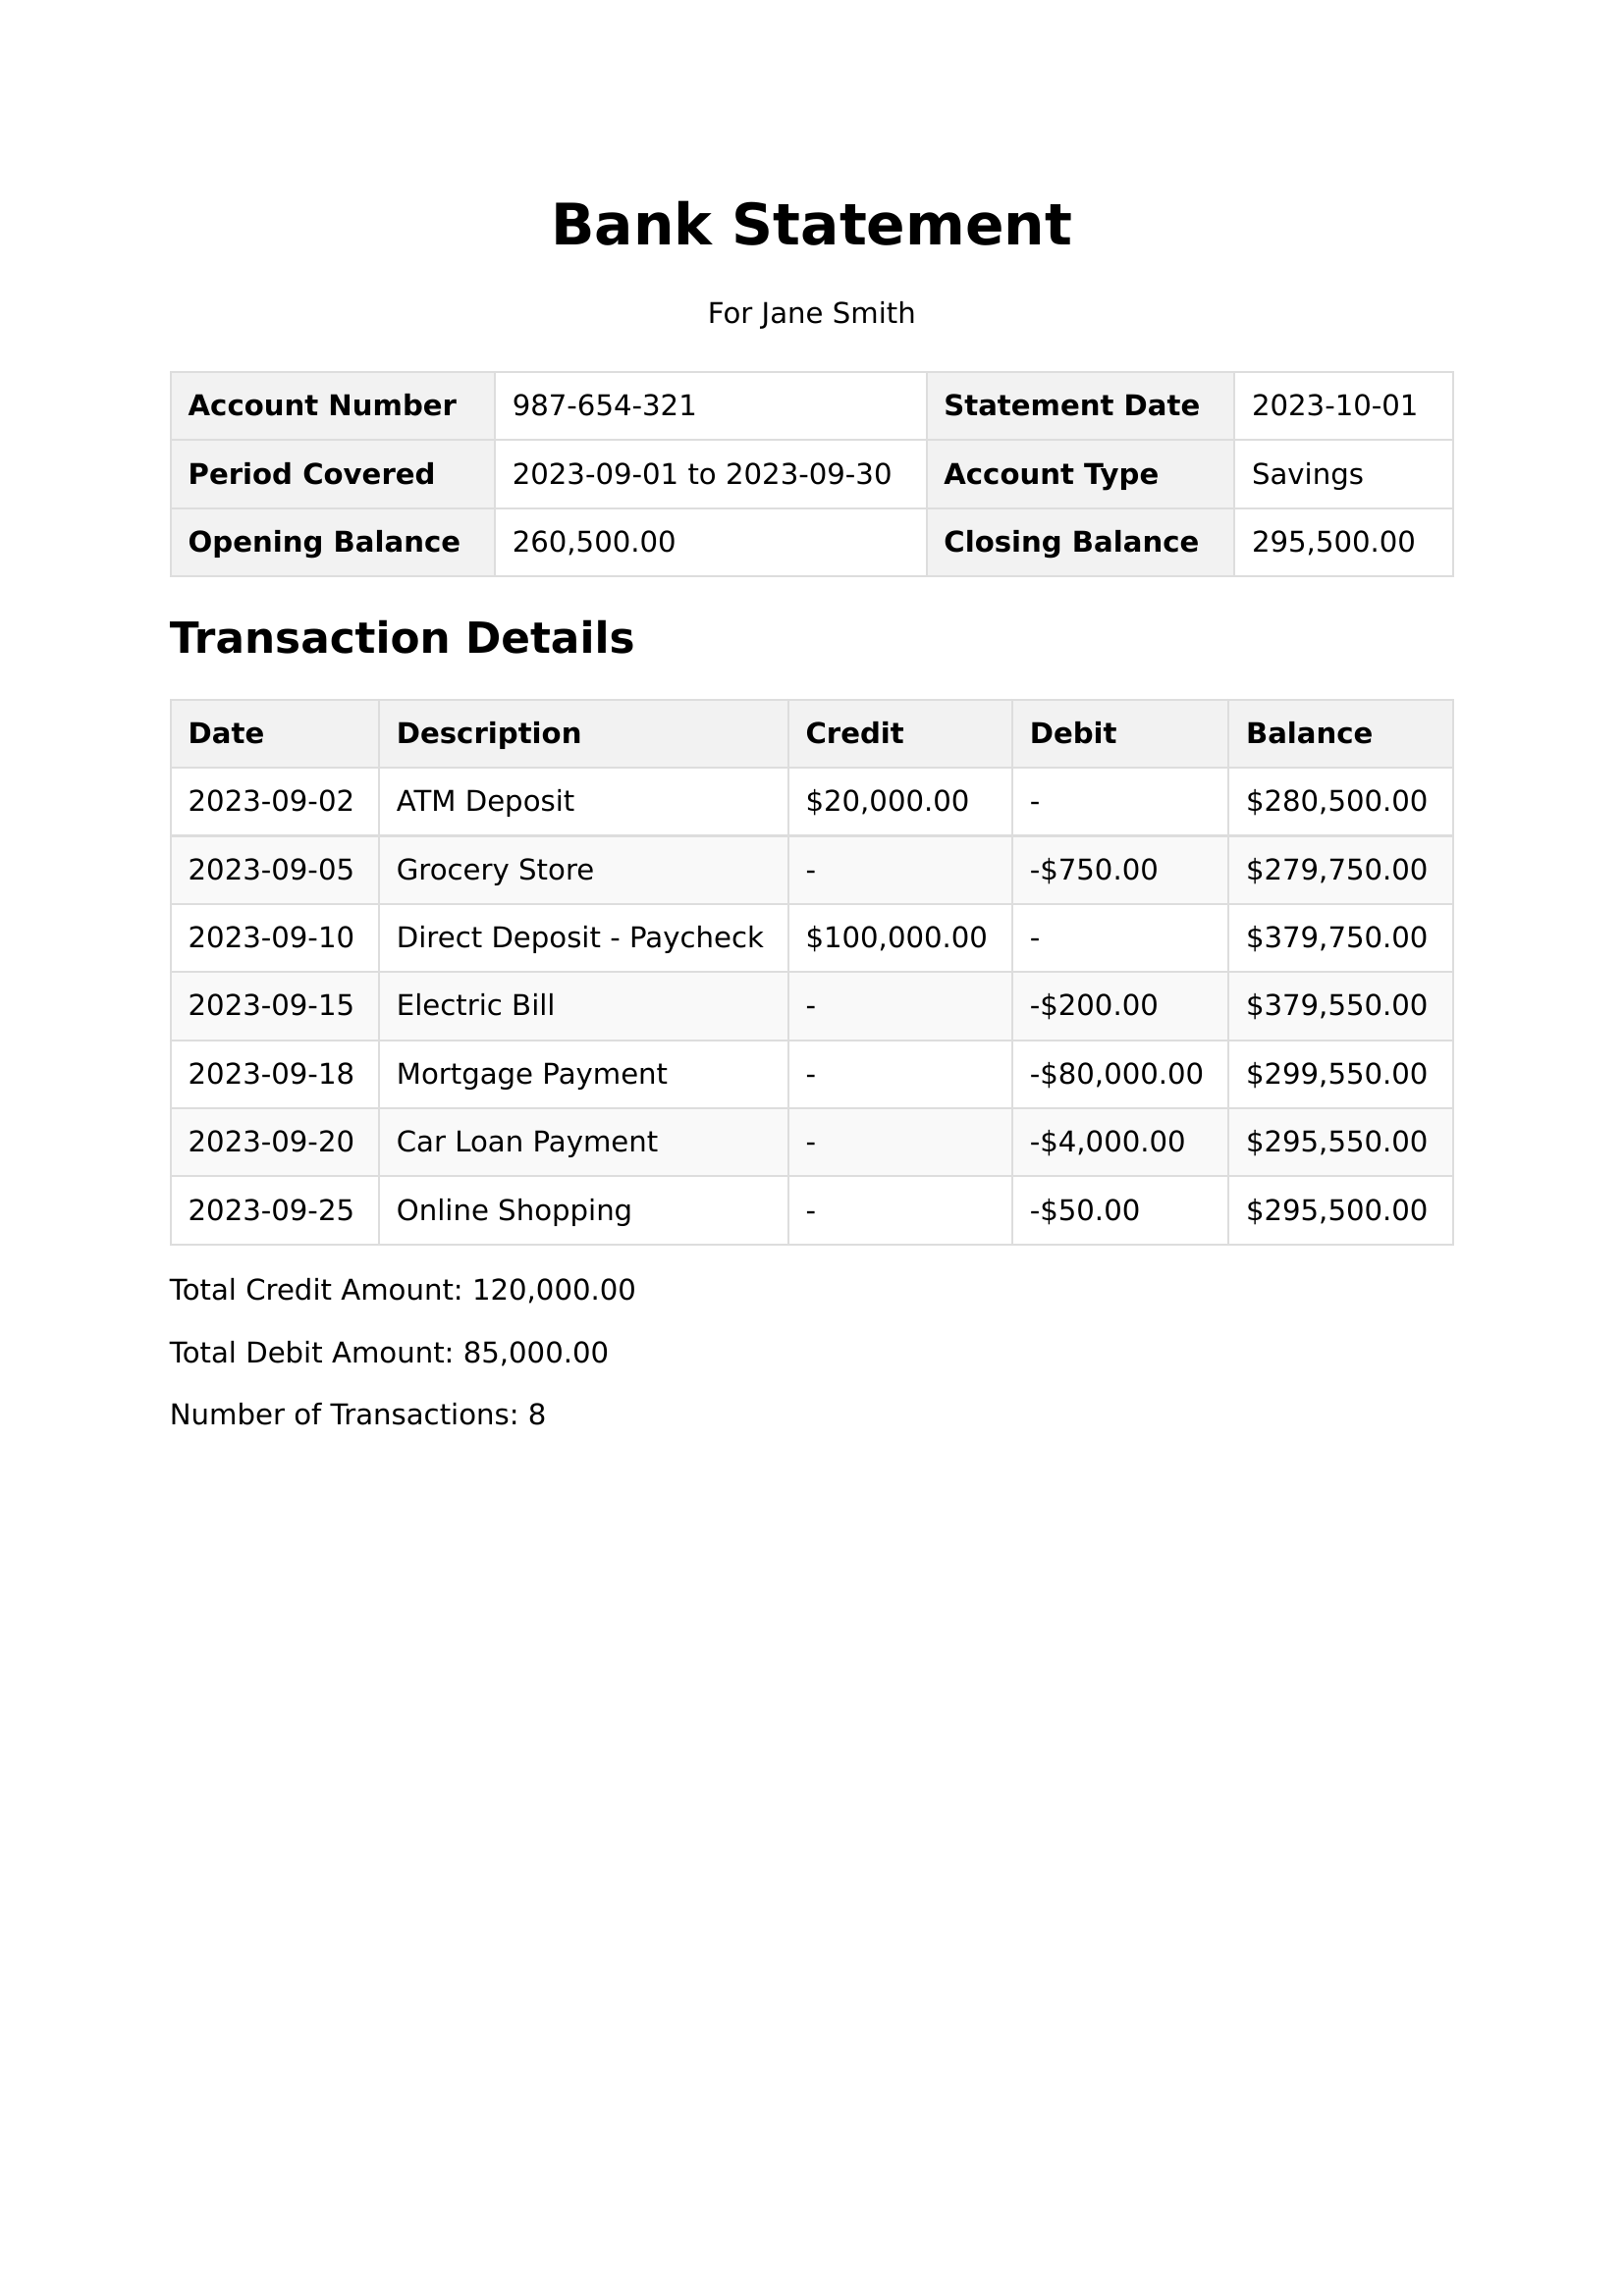 Bank Statement
For Jane Smith
Account Number 987-654-321 Statement Date 2023-10-01
Period Covered 2023-09-01 to 2023-09-30 Account Type Savings
Opening Balance 260,500.00 Closing Balance 295,500.00
Transaction Details
Date Description Credit Debit Balance
2023-09-02 ATM Deposit $20,000.00 - $280,500.00
2023-09-05 Grocery Store - -$750.00 $279,750.00
2023-09-10 Direct Deposit - Paycheck $100,000.00 - $379,750.00
2023-09-15 Electric Bill - -$200.00 $379,550.00
2023-09-18 Mortgage Payment - -$80,000.00 $299,550.00
2023-09-20 Car Loan Payment - -$4,000.00 $295,550.00
2023-09-25 Online Shopping - -$50.00 $295,500.00
Total Credit Amount: 120,000.00
Total Debit Amount: 85,000.00
Number of Transactions: 8